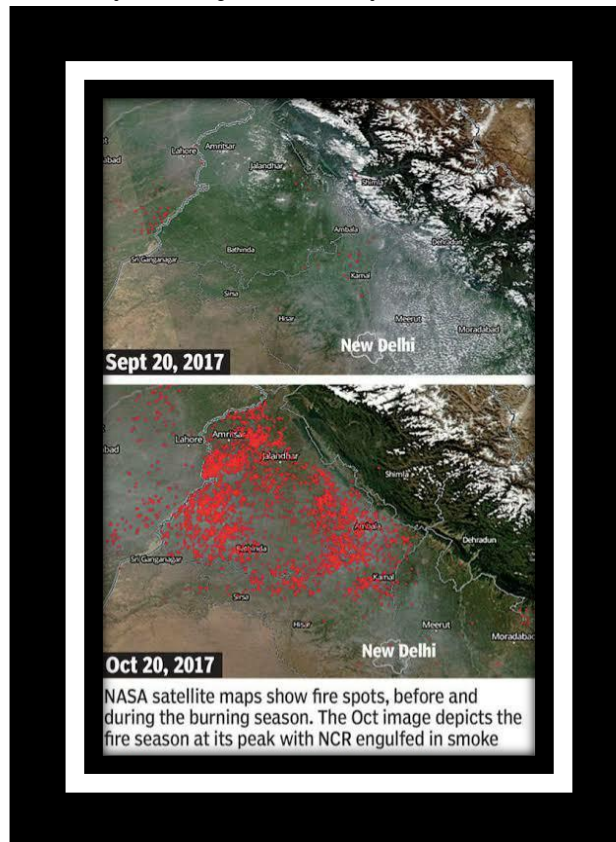 Lahore
Amritsar
Jalandhar
abad
Shimla
Ambala
Dehradun
Bathinda
Sri Ganganagar
Karnal
Sirsa
Hisar
Meerut
Moradabad
New Delhi
Sept 20, 2017
Lahore
Amritsar
Jalandhar
bad
Shimla
Ambala
Dehradun
Bathinda
Sri Ganganagar
Karnal
Sirsa
Hisar
Meerut
Moradabad
New Delhi
Oct 20, 2017
NASA satellite maps show fire spots, before and
during the burning season. The Oct image depicts the
fire season at its peak with NCR engulfed in smoke